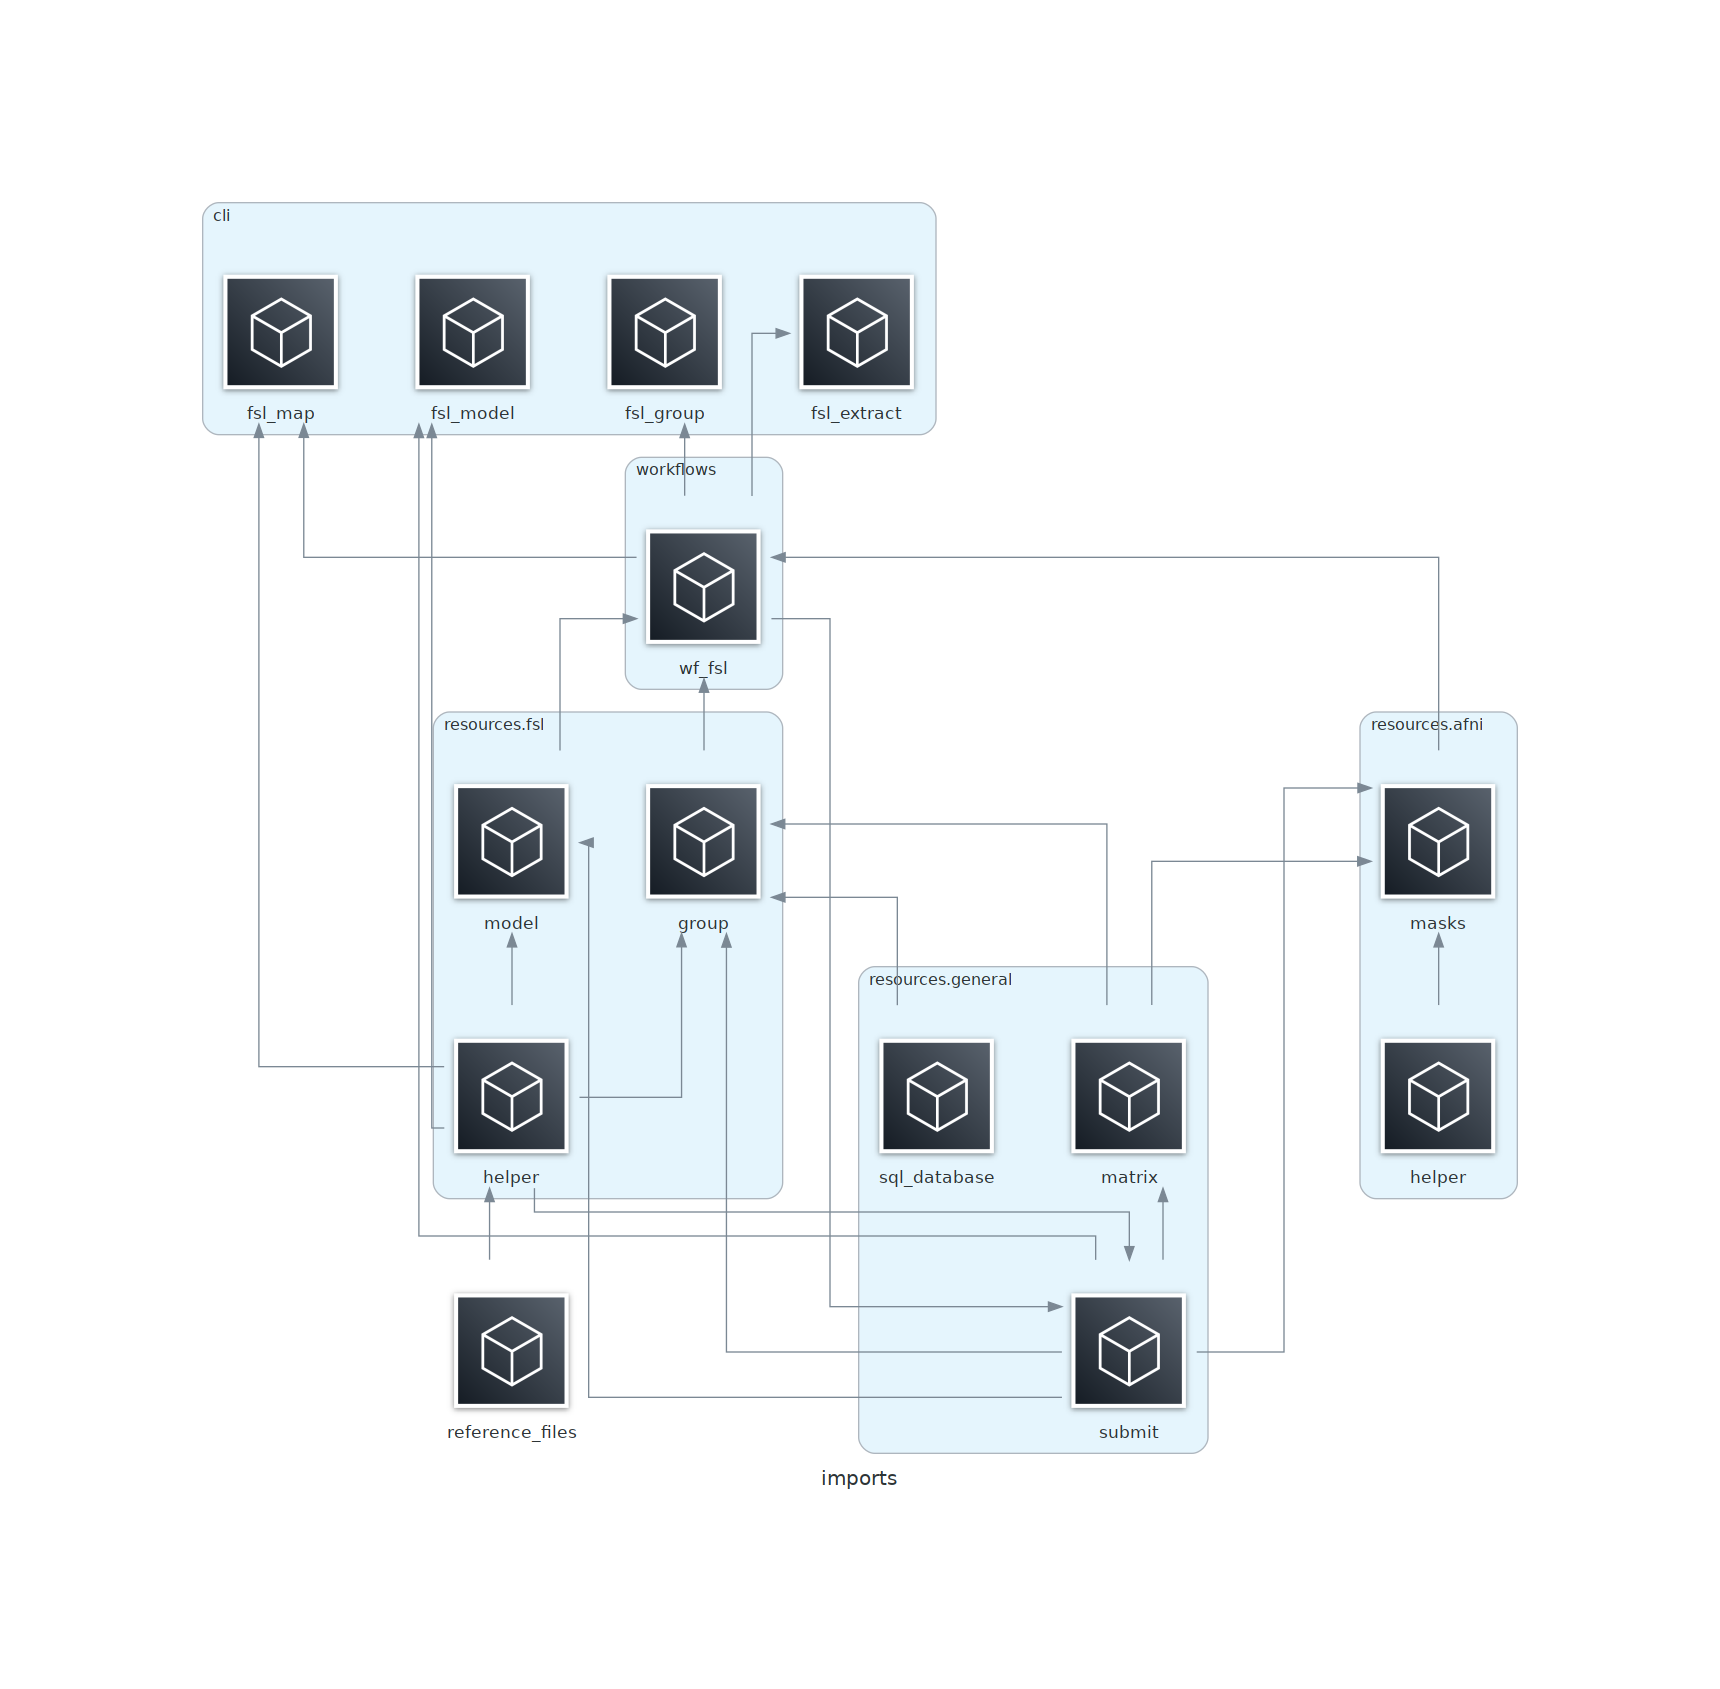 cli
fsl_map
fsl_model
fsl_group
fsl_extract
workflows
wf_fsl
resources.fsl
resources.afni
model
group
masks
resources.general
helper
sql_database
matrix
helper
reference_files
submit
imports